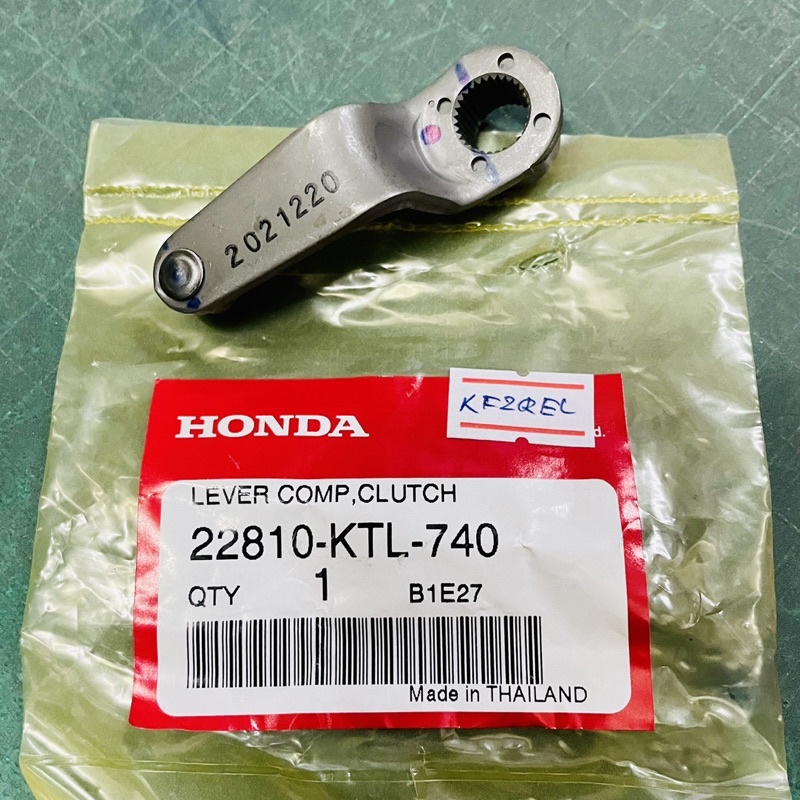 2021220
HONDA
KF2QEL
d.
LEVER COMP,CLUTCH
22810-KTL-740
QTY 1 B1E27
Made in THAILAND